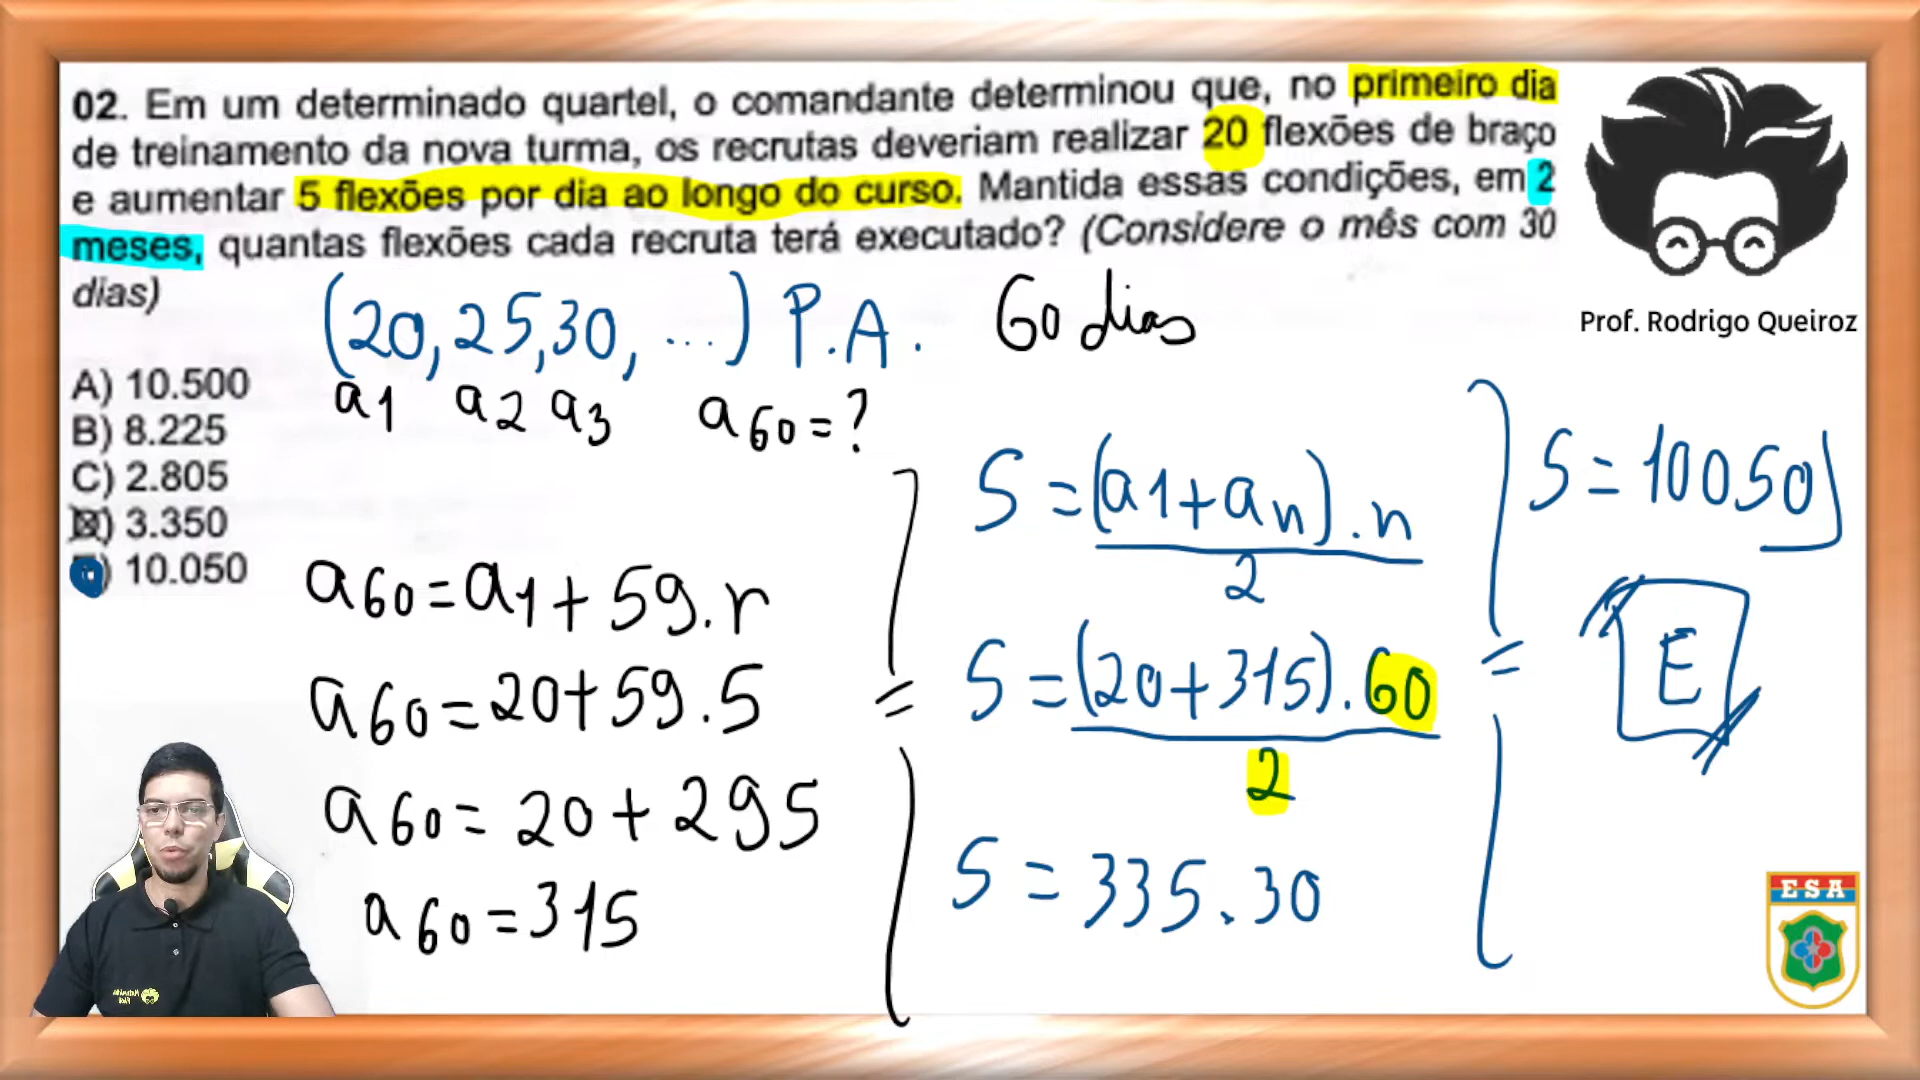 02. Em um determinado quartel, o comandante determinou que, no primeiro dia
de treinamento da nova turma, os recrutas deveriam realizar 20 flexões de braço
e aumentar 5 flexões por dia ao longo do curso. Mantida essas condições, em 2
meses, quantas flexões cada recruta terá executado? (Considere o mês com 30
dias)
(20, 25, 30, ...) P.A. 60 dias
a1 a2 a3 a60=?
A) 10.500
B) 8.225
C) 2.805
D) 3.350
E) 10.050
a60=a1+59.r
a60=20+59.5
a60=20+295
a60=315
S=(a1+an).n
2
S=(20+315).60
2
S=335.30
S=10050
E
Prof. Rodrigo Queiroz
ESA